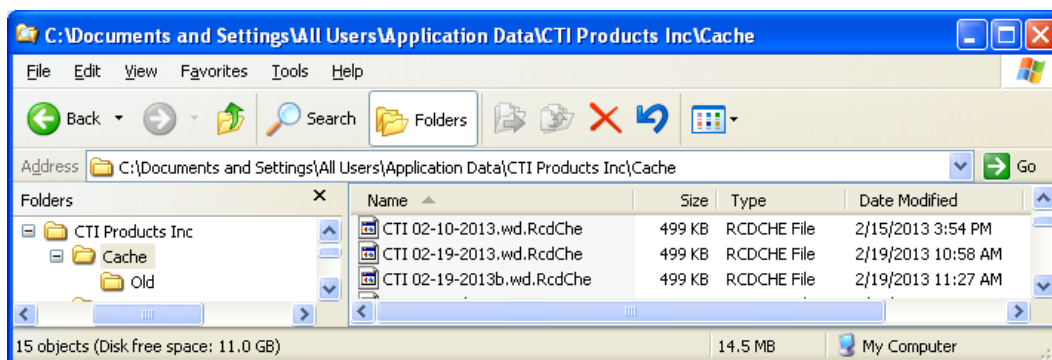 C:\Documents and Settings\All Users\Application Data\CTI Products Inc\Cache
File Edit View Favorites Tools Help
Back Search Folders
Address C:\Documents and Settings\All Users\Application Data\CTI Products Inc\Cache Go
Folders x Name Size Type Date Modified
CTI Products Inc CTI 02-10-2013.wd.RcdChe 499 KB RCDCHE File 2/15/2013 3:54 PM
Cache CTI 02-19-2013.wd.RcdChe 499 KB RCDCHE File 2/19/2013 10:58 AM
Old CTI 02-19-2013b.wd.RcdChe 499 KB RCDCHE File 2/19/2013 11:27 AM
15 objects (Disk free space: 11.0 GB) 14.5 MB My Computer